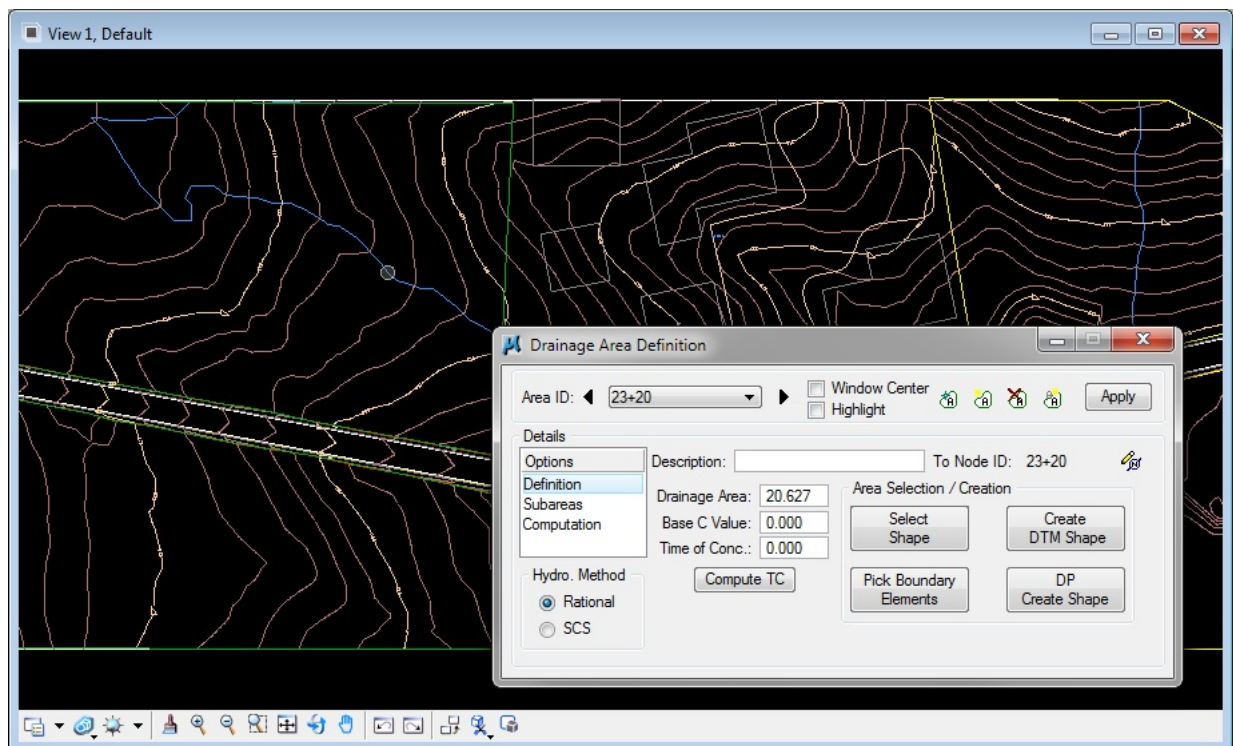 View 1, Default
Drainage Area Definition
Area ID: 23+20
Window Center
Highlight
Apply
Details
Options
Definition
Subareas
Computation
Description:
To Node ID: 23+20
Drainage Area: 20.627
Base C Value: 0.000
Time of Conc.: 0.000
Compute TC
Area Selection / Creation
Select
Shape
Create
DTM Shape
Pick Boundary
Elements
DP
Create Shape
Hydro. Method
Rational
SCS